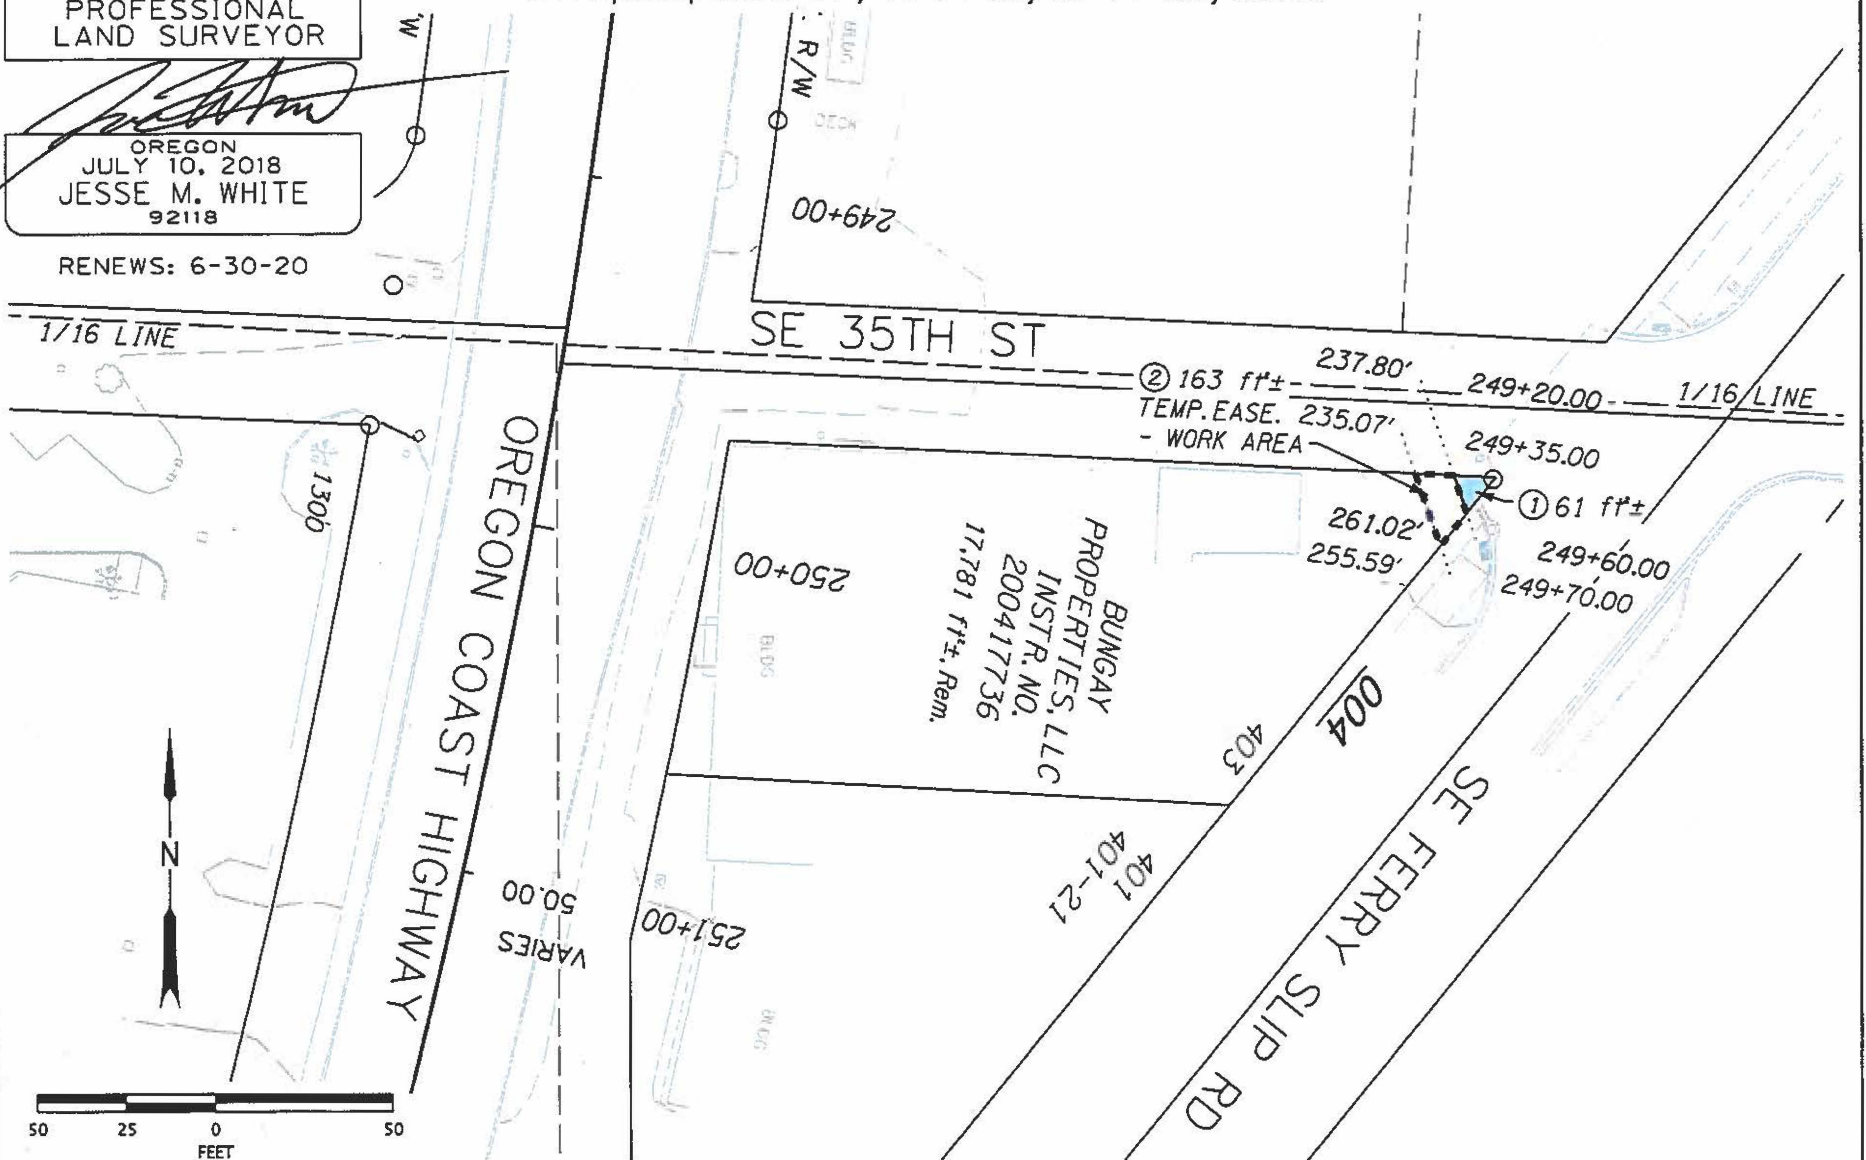 PROFESSIONAL
LAND SURVEYOR
OREGON
JULY 10, 2018
JESSE M. WHITE
92118
RENEWS: 6-30-20
R/W
BLDG
249+00
1/16 LINE
SE 35TH ST
② 163 ft²±
TEMP. EASE.
- WORK AREA
237.80'
235.07'
249+20.00
1/16 LINE
249+35.00
① 61 ft²±
261.02'
255.59'
249+60.00
249+70.00
1300
OREGON COAST HIGHWAY
250+00
BLDG
BUNGAY
PROPERTIES, LLC
INSTR. NO.
200417736
17,781 ft²±, Rem.
004
403
401
401-21
SE FERRY SLIP RD
50.00
VARIES
251+00
BLDG
N
50 25 0 50
FEET